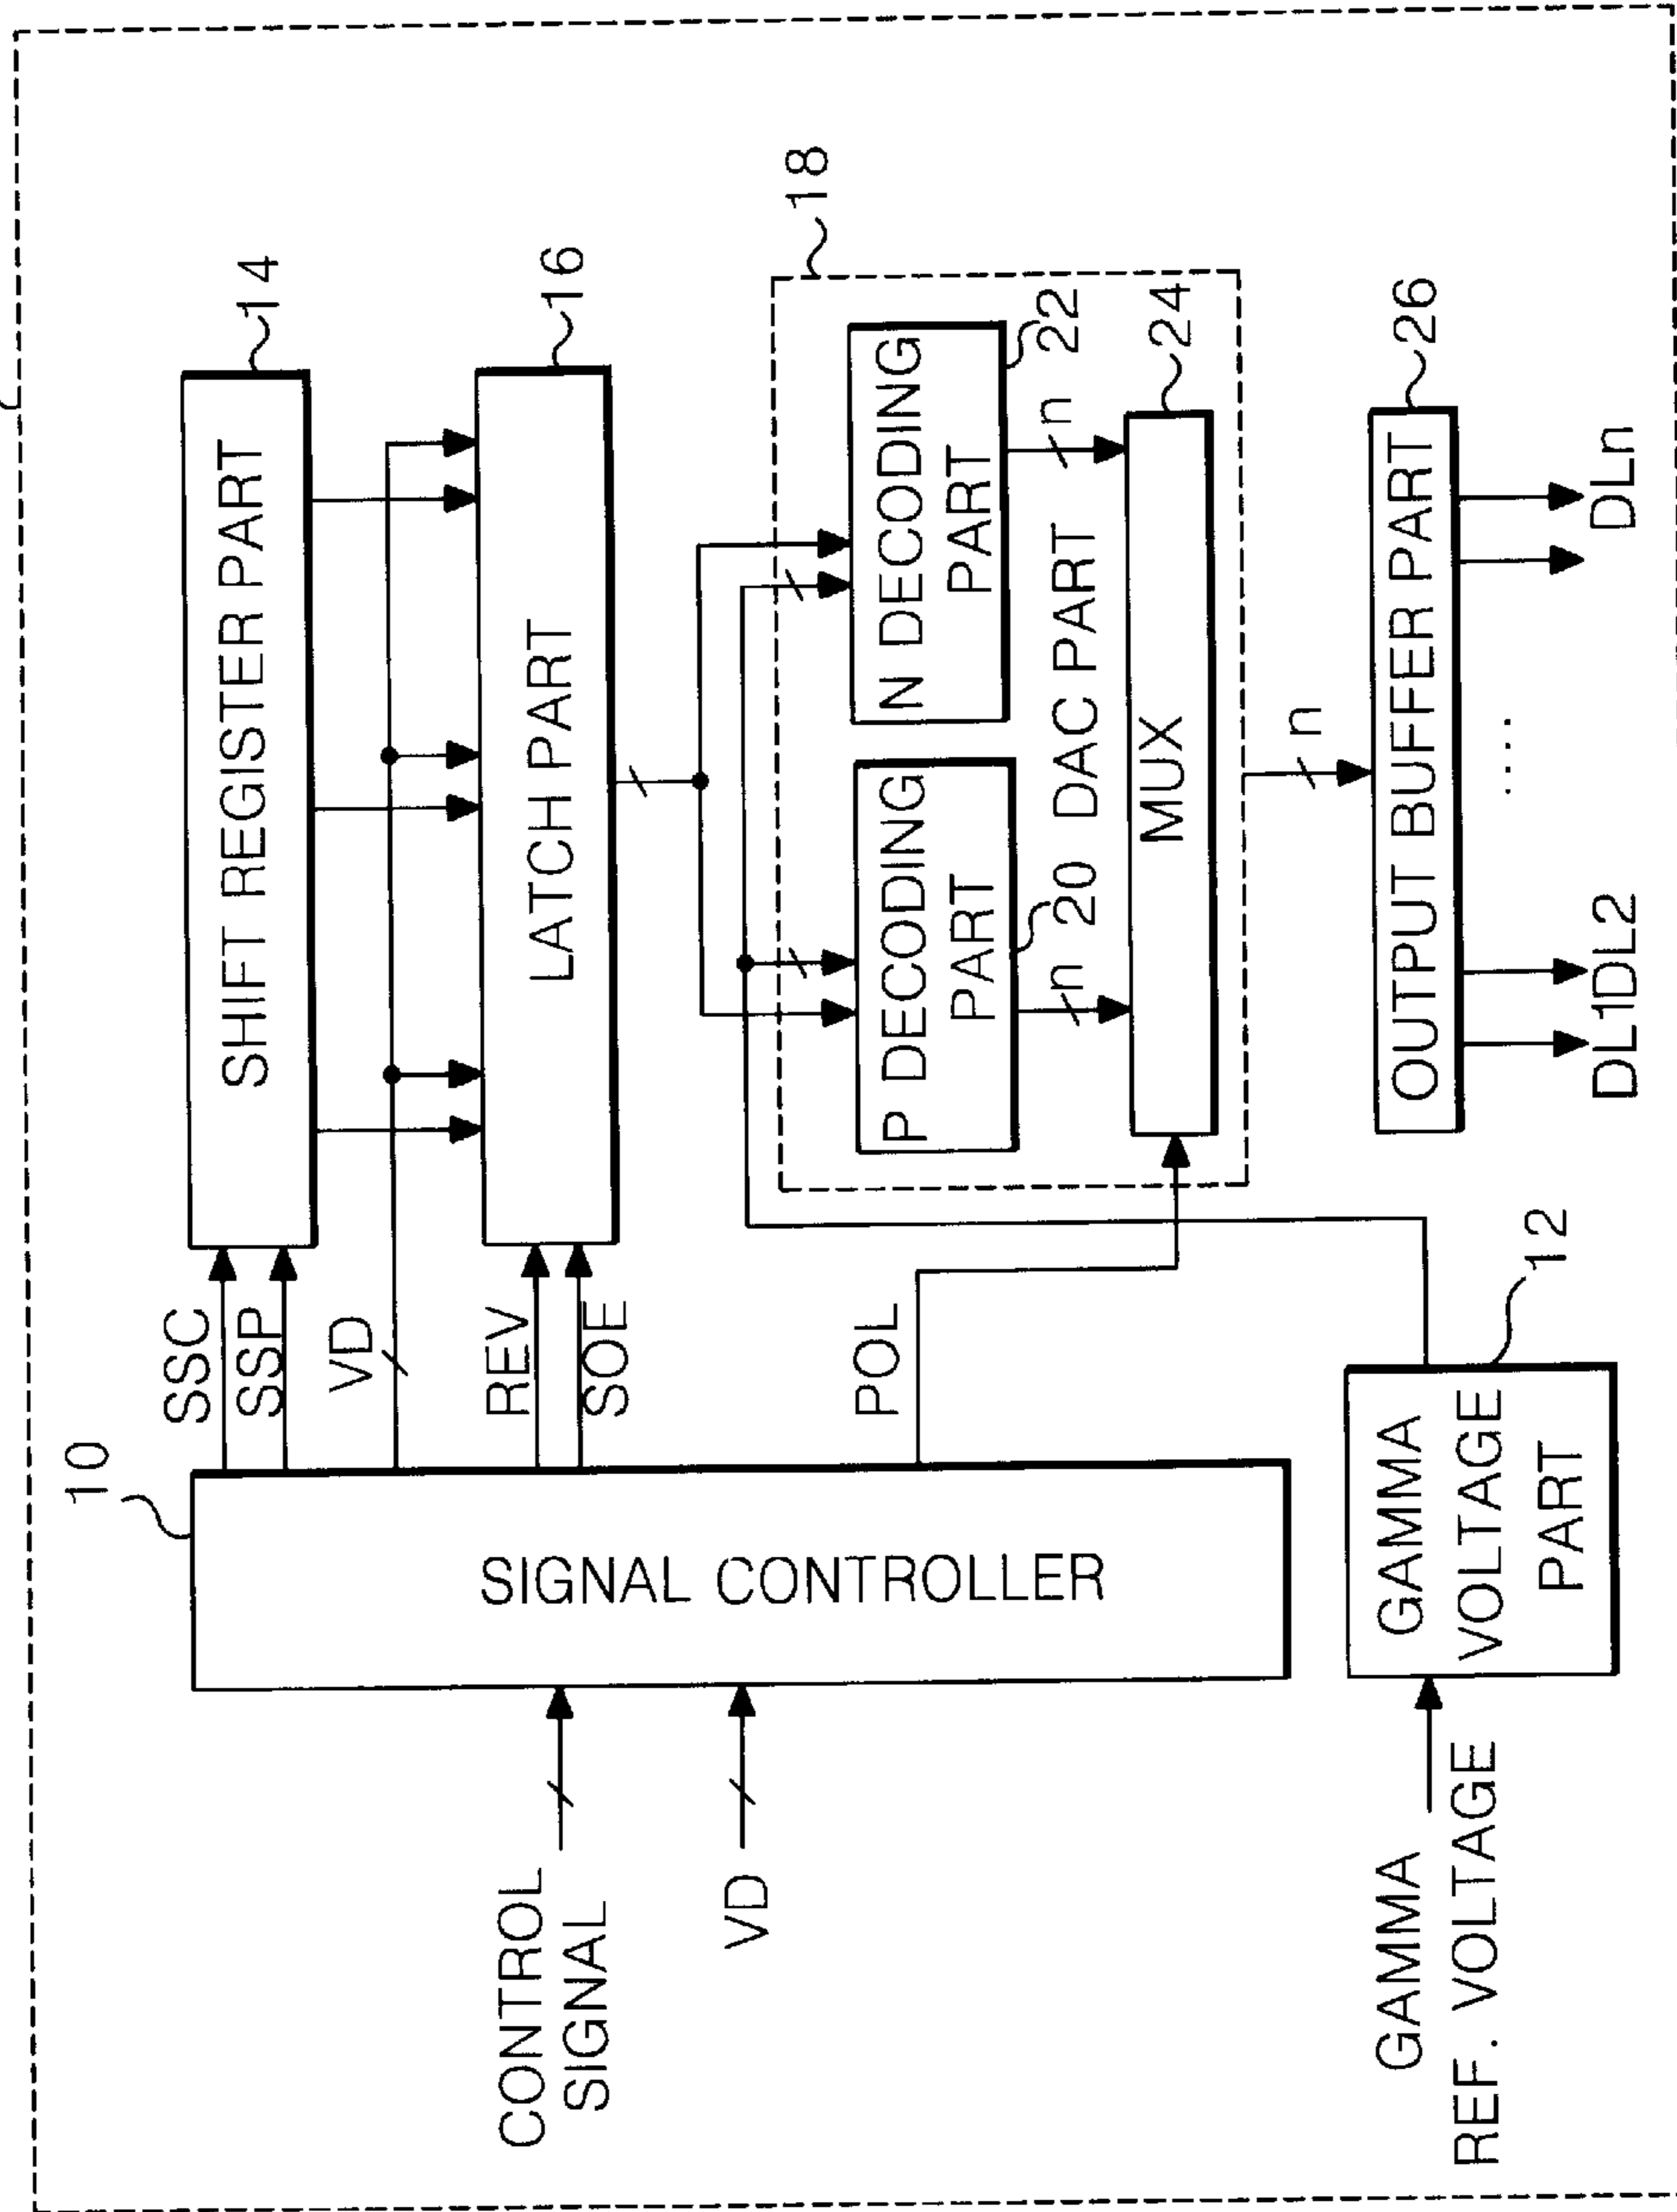 10
SSC
SSP
VD
REV
SOE
POL
CONTROL
SIGNAL
VD
SIGNAL CONTROLLER
GAMMA
REF. VOLTAGE
GAMMA
VOLTAGE
PART
12
SHIFT REGISTER PART
14
LATCH PART
16
18
P DECODING
PART
N DECODING
PART
22
n
20
DAC PART
n
MUX
24
n
OUTPUT BUFFER PART
26
DL1
DL2
....
DLn